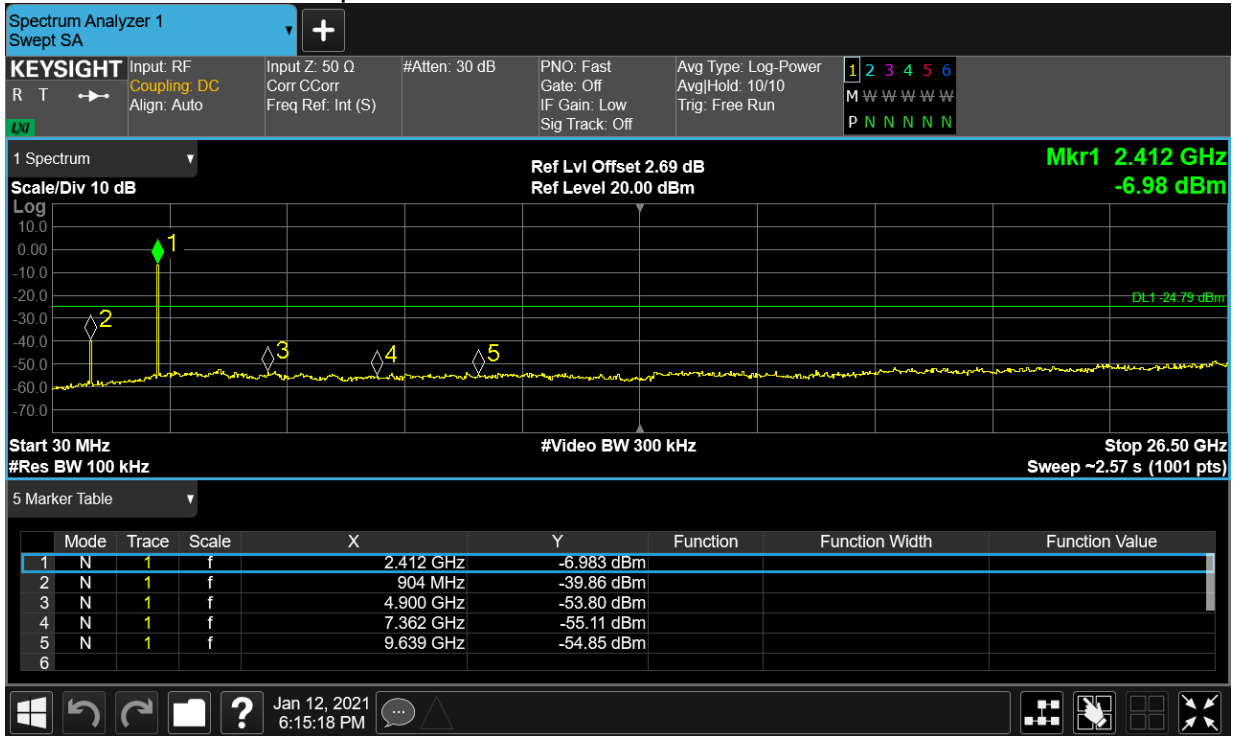 Spectrum Analyzer 1
Swept SA
+
KEYSIGHT
R T
LXI
Input: RF
Coupling: DC
Align: Auto
Input Z: 50 Ω
Corr CCorr
Freq Ref: Int (S)
#Atten: 30 dB
PNO: Fast
Gate: Off
IF Gain: Low
Sig Track: Off
Avg Type: Log-Power
Avg|Hold: 10/10
Trig: Free Run
1 2 3 4 5 6
M W W W W W
P N N N N N
1 Spectrum
Scale/Div 10 dB
Ref Lvl Offset 2.69 dB
Ref Level 20.00 dBm
Mkr1 2.412 GHz
-6.98 dBm
Log
10.0
0.00
-10.0
-20.0
-30.0
-40.0
-50.0
-60.0
-70.0
1
2
3
4
5
DL1 -24.79 dBm
Start 30 MHz
#Res BW 100 kHz
#Video BW 300 kHz
Stop 26.50 GHz
Sweep ~2.57 s (1001 pts)
5 Marker Table
Mode Trace Scale X Y Function Function Width Function Value
1 N 1 f 2.412 GHz -6.983 dBm
2 N 1 f 904 MHz -39.86 dBm
3 N 1 f 4.900 GHz -53.80 dBm
4 N 1 f 7.362 GHz -55.11 dBm
5 N 1 f 9.639 GHz -54.85 dBm
6
?
Jan 12, 2021
6:15:18 PM